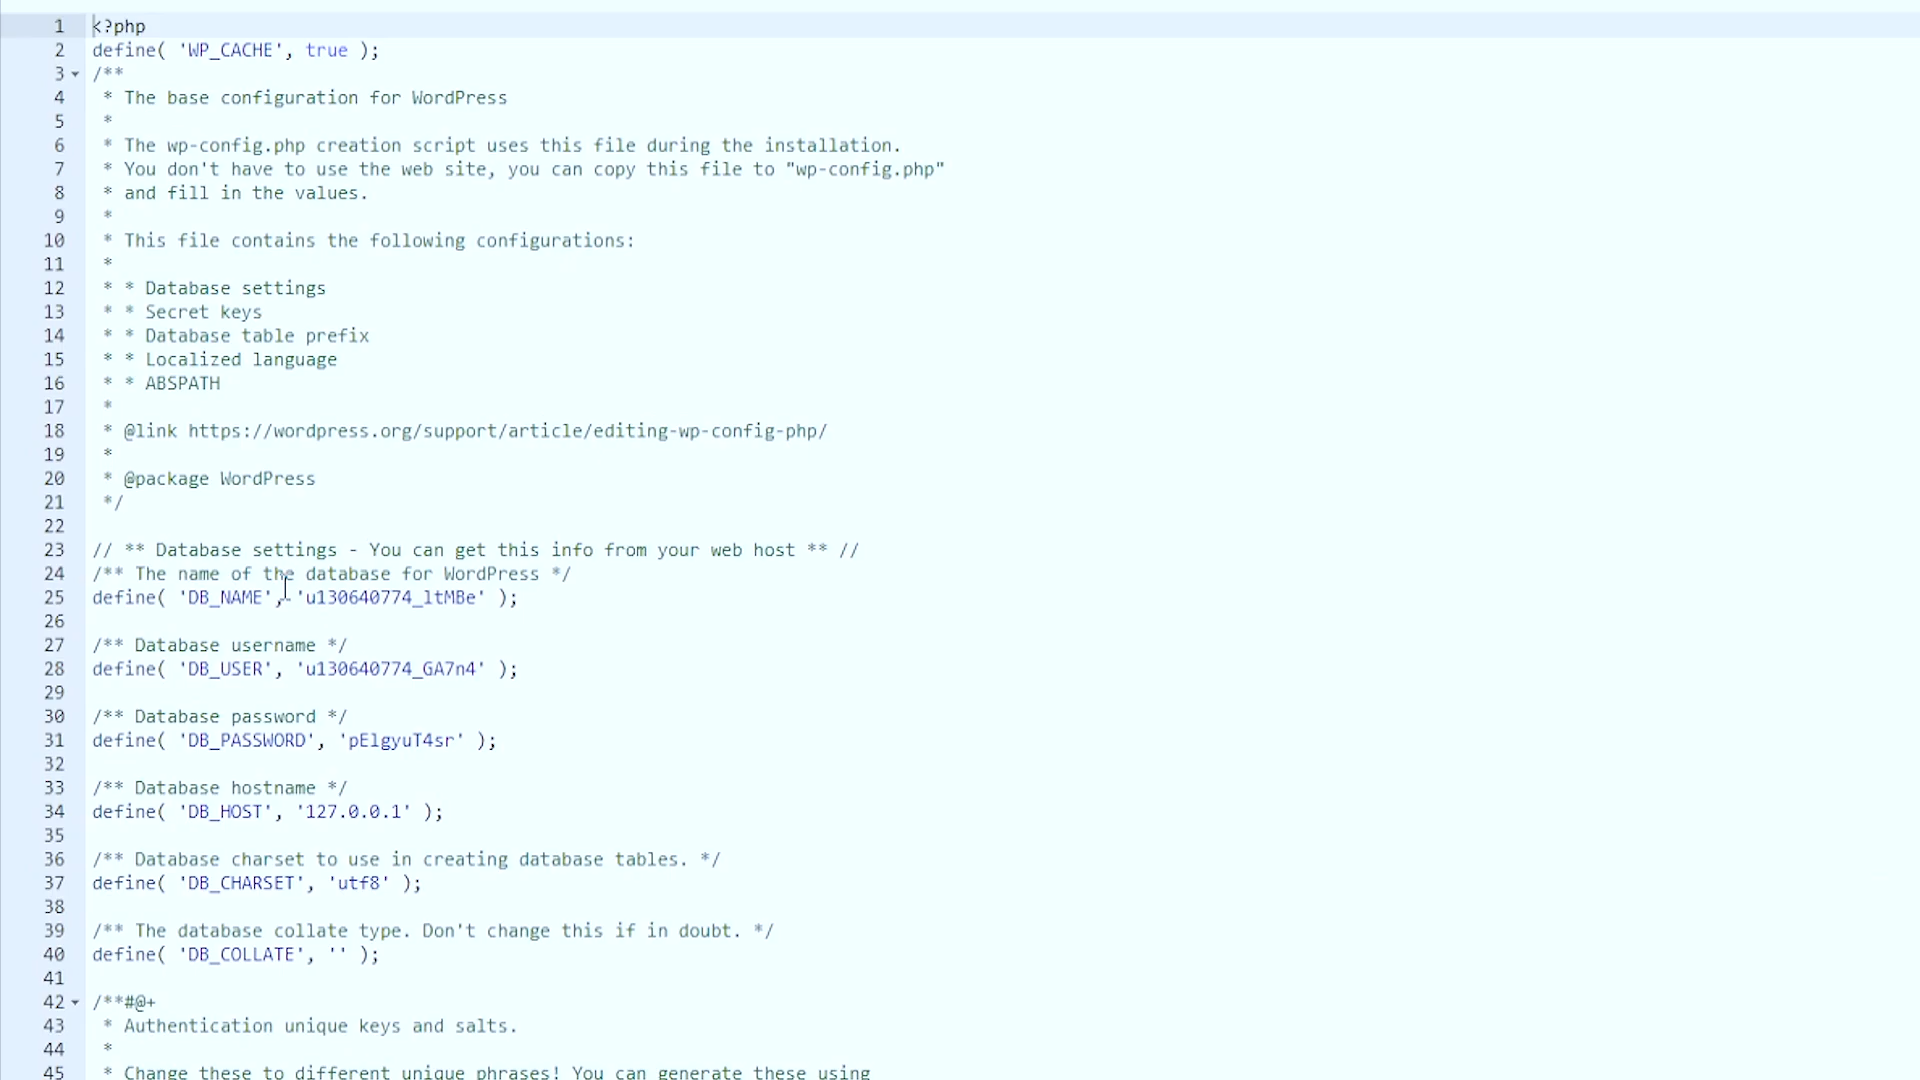 1 <?php
2 define( 'WP_CACHE', true );
3 /**
4 * The base configuration for WordPress
5 *
6 * The wp-config.php creation script uses this file during the installation.
7 * You don't have to use the web site, you can copy this file to "wp-config.php"
8 * and fill in the values.
9 *
10 * This file contains the following configurations:
11 *
12 * * Database settings
13 * * Secret keys
14 * * Database table prefix
15 * * Localized language
16 * * ABSPATH
17 *
18 * @link https://wordpress.org/support/article/editing-wp-config-php/
19 *
20 * @package WordPress
21 */
22
23 // ** Database settings - You can get this info from your web host ** //
24 /** The name of the database for WordPress */
25 define( 'DB_NAME', 'u130640774_ltMBe' );
26
27 /** Database username */
28 define( 'DB_USER', 'u130640774_GA7n4' );
29
30 /** Database password */
31 define( 'DB_PASSWORD', 'pElgyuT4sr' );
32
33 /** Database hostname */
34 define( 'DB_HOST', '127.0.0.1' );
35
36 /** Database charset to use in creating database tables. */
37 define( 'DB_CHARSET', 'utf8' );
38
39 /** The database collate type. Don't change this if in doubt. */
40 define( 'DB_COLLATE', '' );
41
42 /**#@+
43 * Authentication unique keys and salts.
44 *
45 * Change these to different unique phrases! You can generate these using